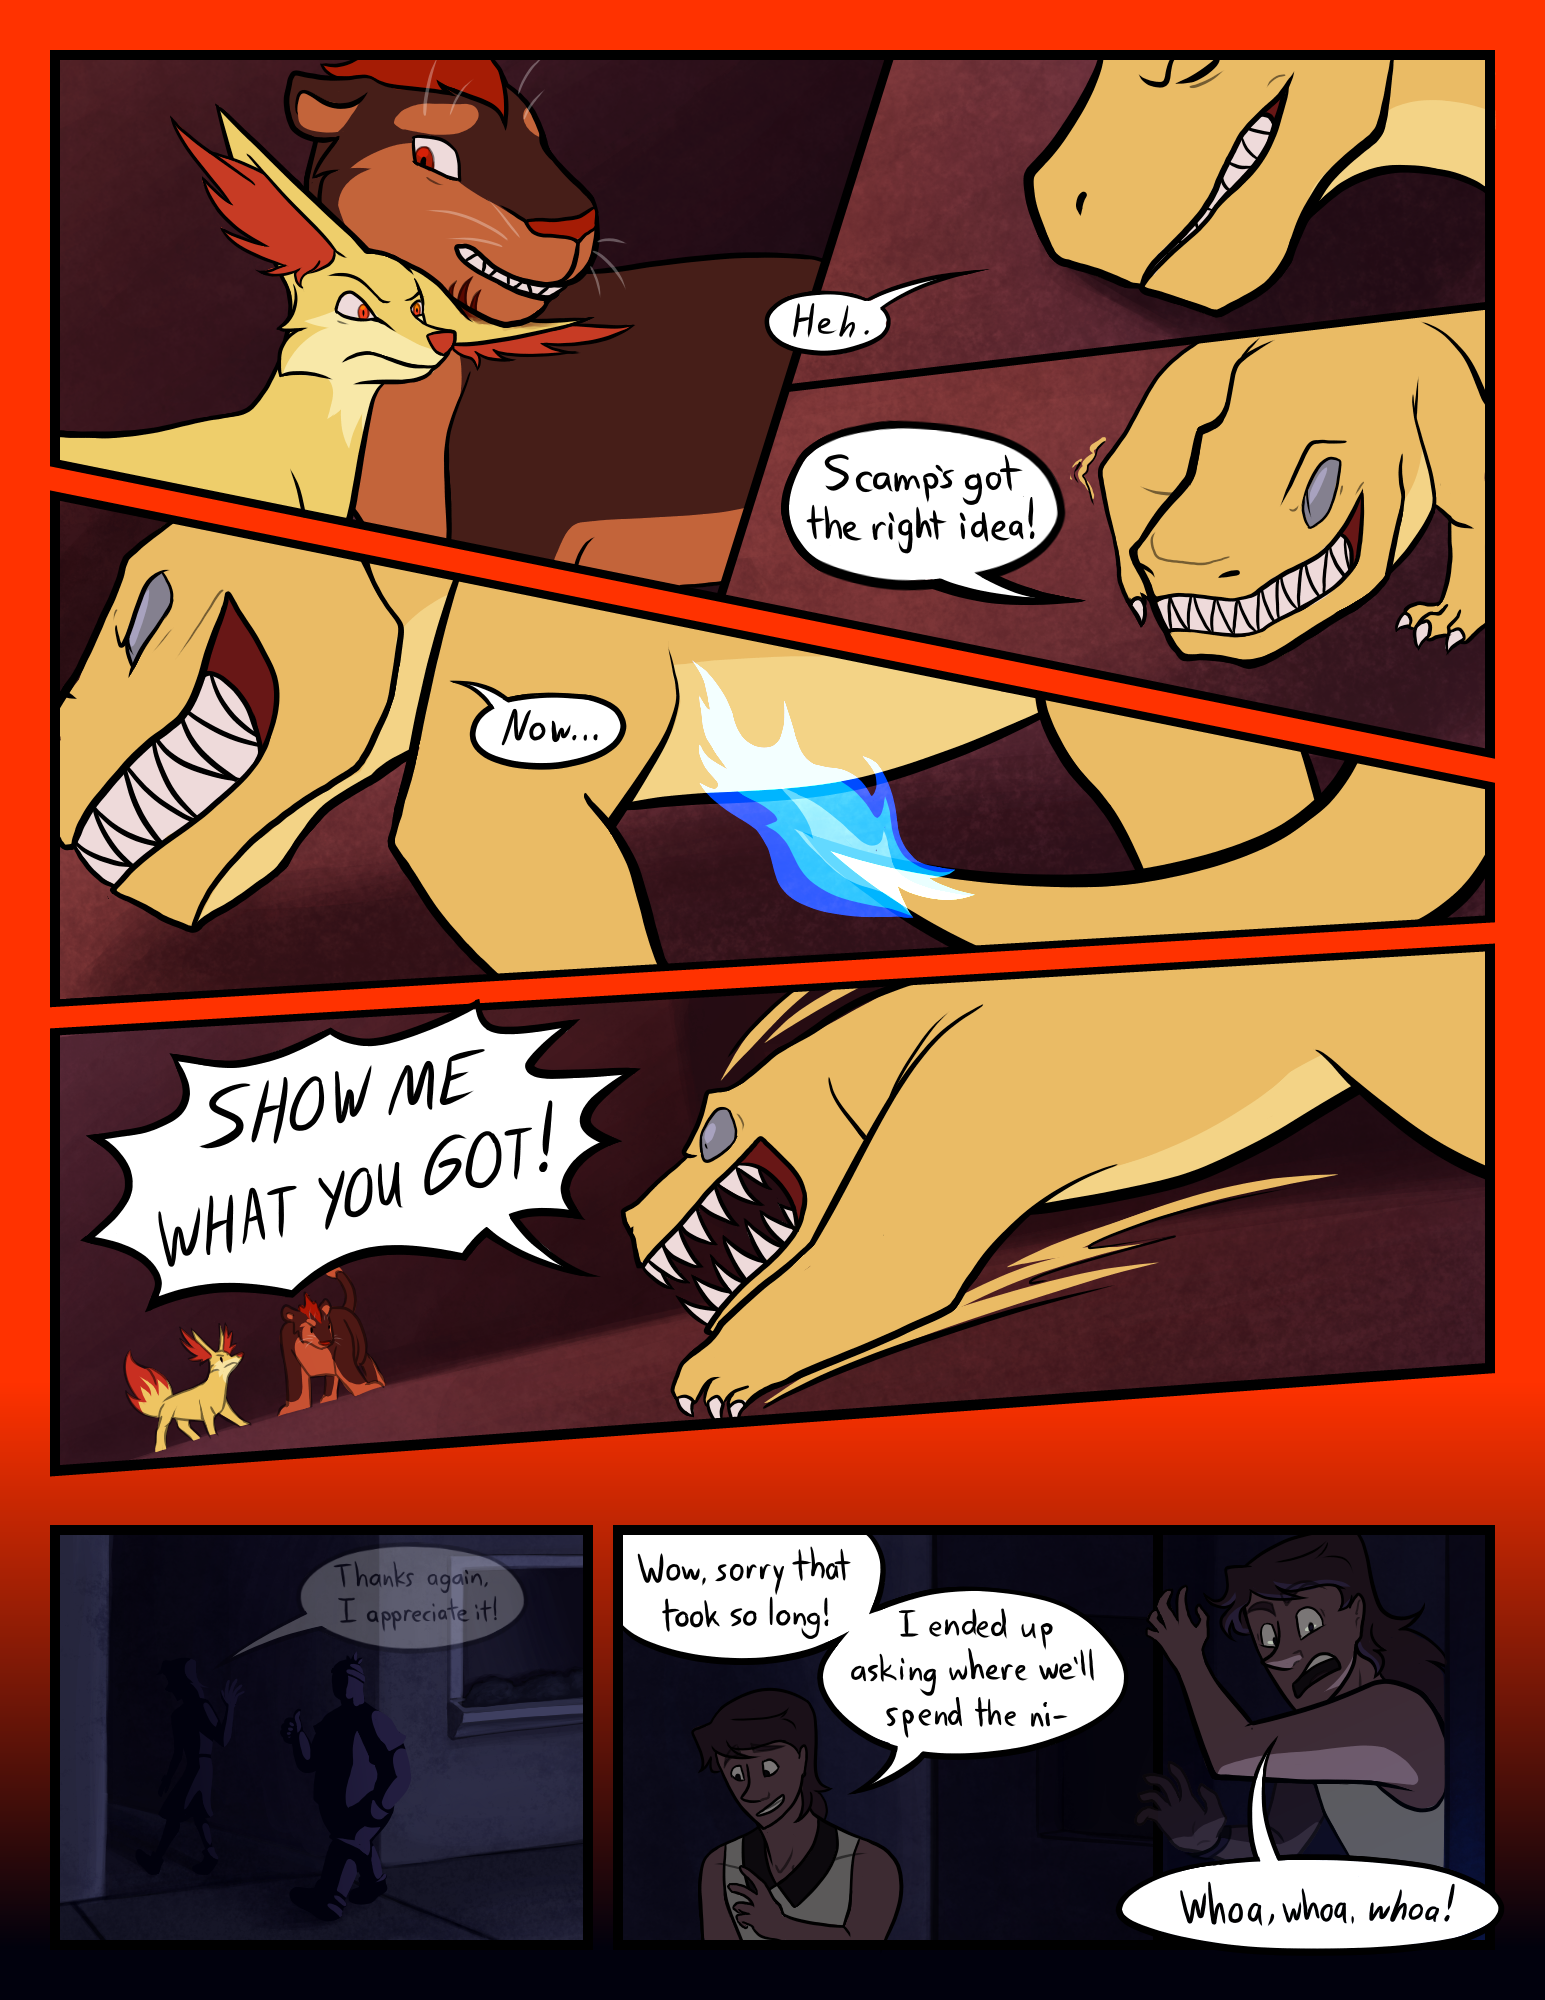 Heh.
Scamp's got
the right idea!
Now...
SHOW ME
WHAT YOU GOT!
Thanks again,
I appreciate it!
Wow, sorry that
took so long!
I ended up
asking where we'll
spend the ni-
Whoa, whoa, whoa!